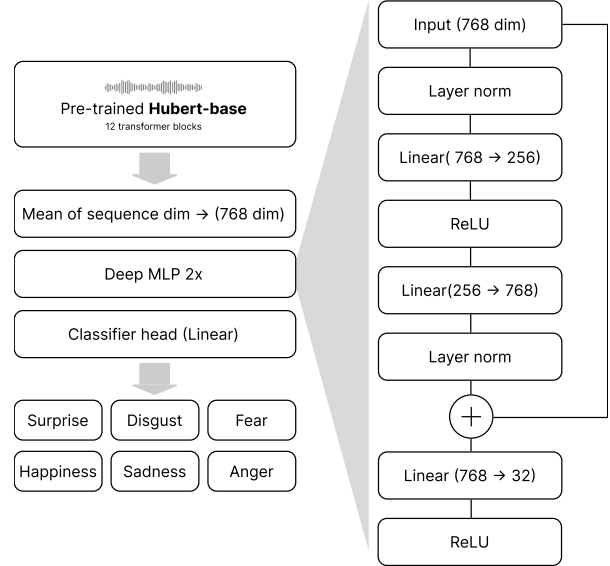 Pre-trained Hubert-base
12 transformer blocks
Mean of sequence dim → (768 dim)
Deep MLP 2x
Classifier head (Linear)
Surprise
Disgust
Fear
Happiness
Sadness
Anger
Input (768 dim)
Layer norm
Linear( 768 → 256)
ReLU
Linear(256 → 768)
Layer norm
+
Linear (768 → 32)
ReLU